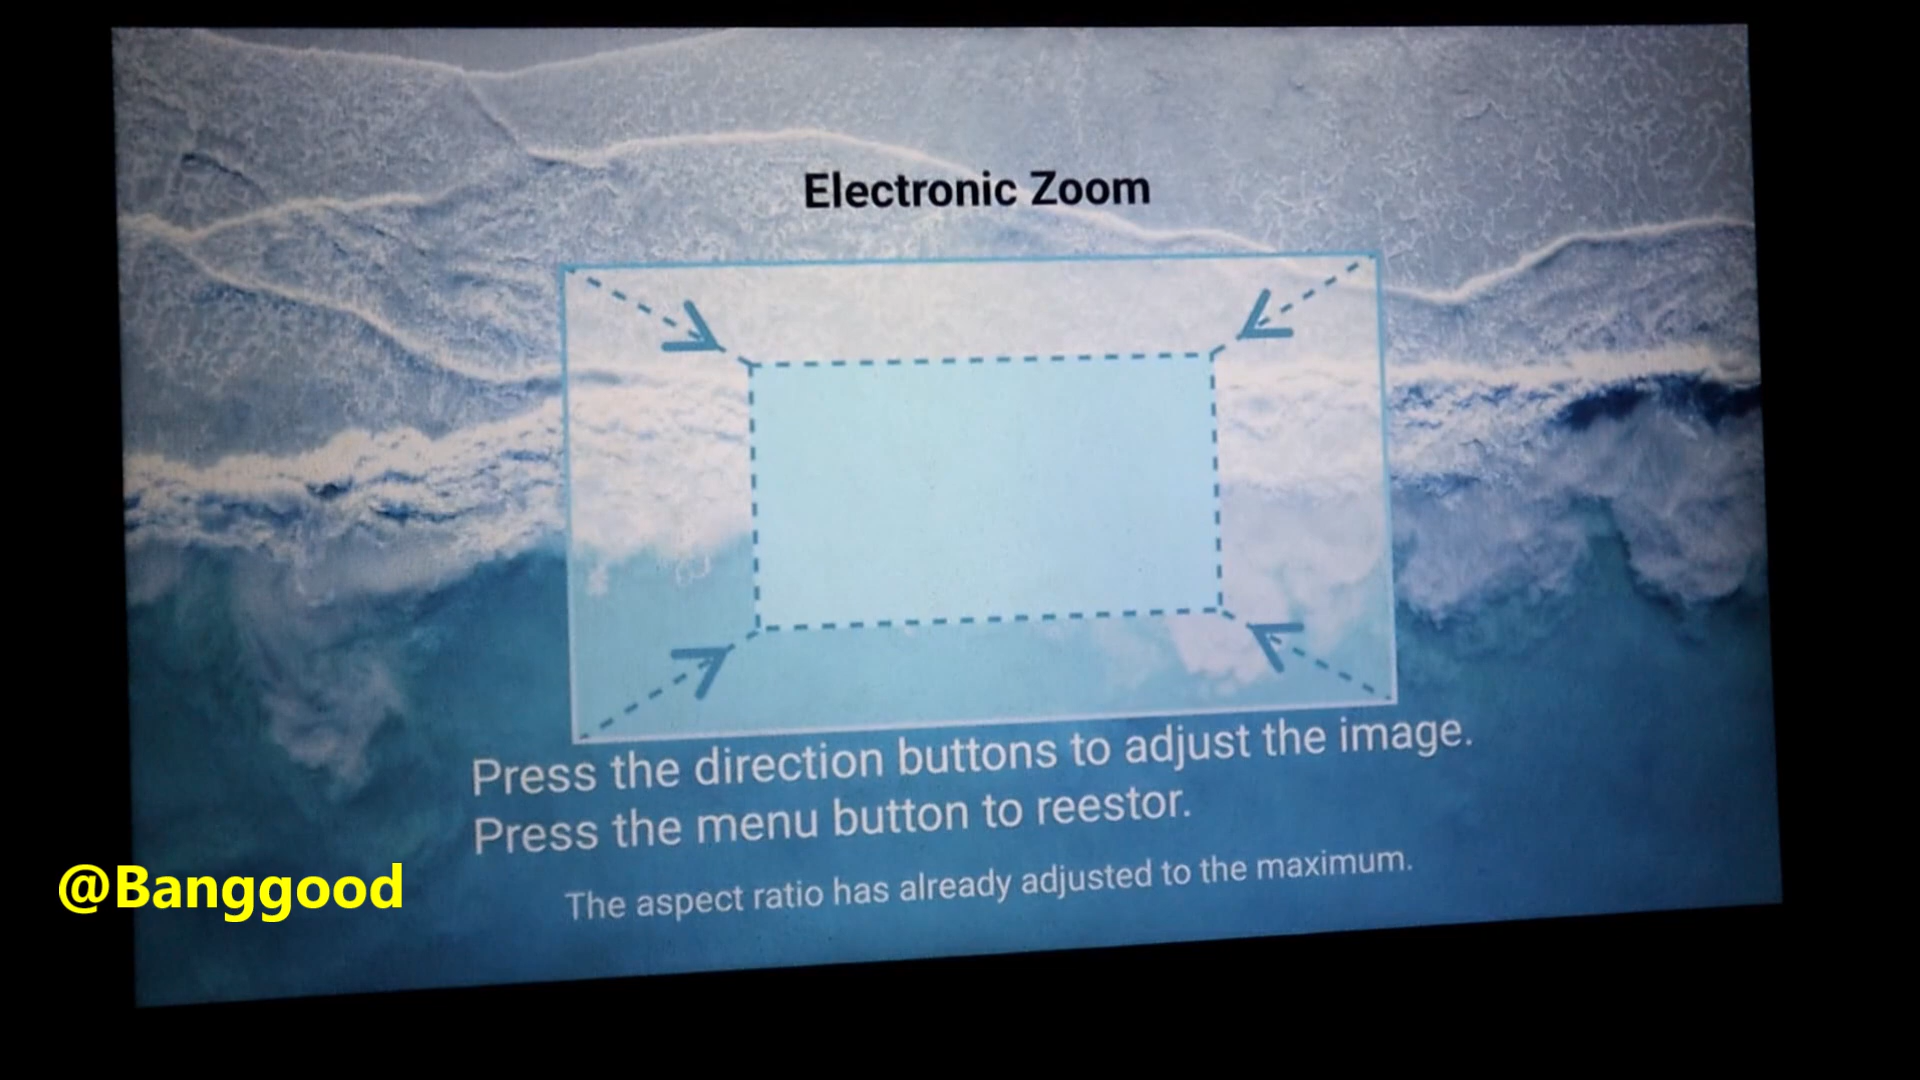 Electronic Zoom
Press the direction buttons to adjust the image.
Press the menu button to reestor.
The aspect ratio has already adjusted to the maximum.
@Banggood